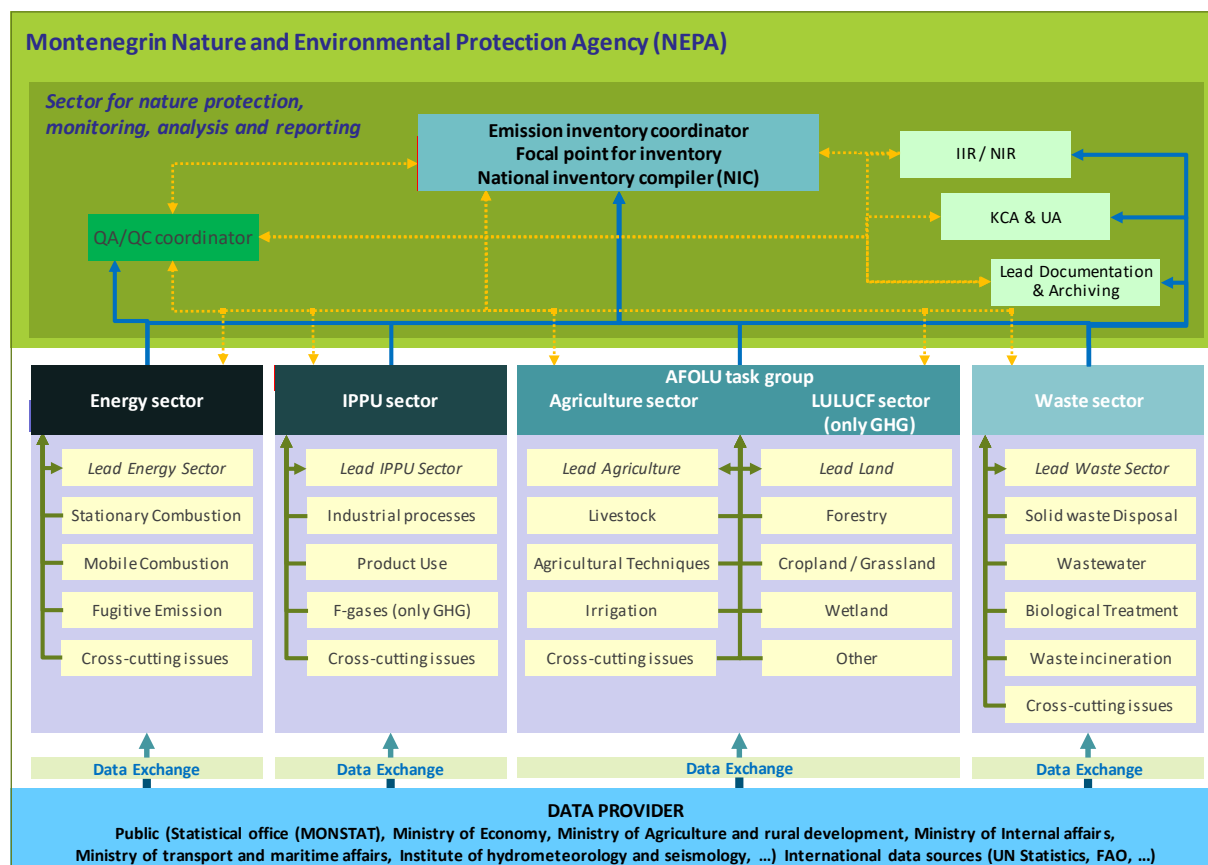 Montenegrin Nature and Environmental Protection Agency (NEPA)
Sector for nature protection,
monitoring, analysis and reporting
Emission inventory coordinator
Focal point for inventory
National inventory compiler (NIC)
IIR / NIR
KCA & UA
QA/QC coordinator
Lead Documentation
& Archiving
Energy sector
IPPU sector
AFOLU task group
Agriculture sector
LULUCF sector
(only GHG)
Waste sector
Lead Energy Sector
Stationary Combustion
Mobile Combustion
Fugitive Emission
Cross-cutting issues
Lead IPPU Sector
Industrial processes
Product Use
F-gases (only GHG)
Cross-cutting issues
Lead Agriculture
Livestock
Agricultural Techniques
Irrigation
Cross-cutting issues
Lead Land
Forestry
Cropland / Grassland
Wetland
Other
Lead Waste Sector
Solid waste Disposal
Wastewater
Biological Treatment
Waste incineration
Cross-cutting issues
Data Exchange
Data Exchange
Data Exchange
Data Exchange
DATA PROVIDER
Public (Statistical office (MONSTAT), Ministry of Economy, Ministry of Agriculture and rural development, Ministry of Internal affairs,
Ministry of transport and maritime affairs, Institute of hydrometeorology and seismology, ...) International data sources (UN Statistics, FAO, ...)